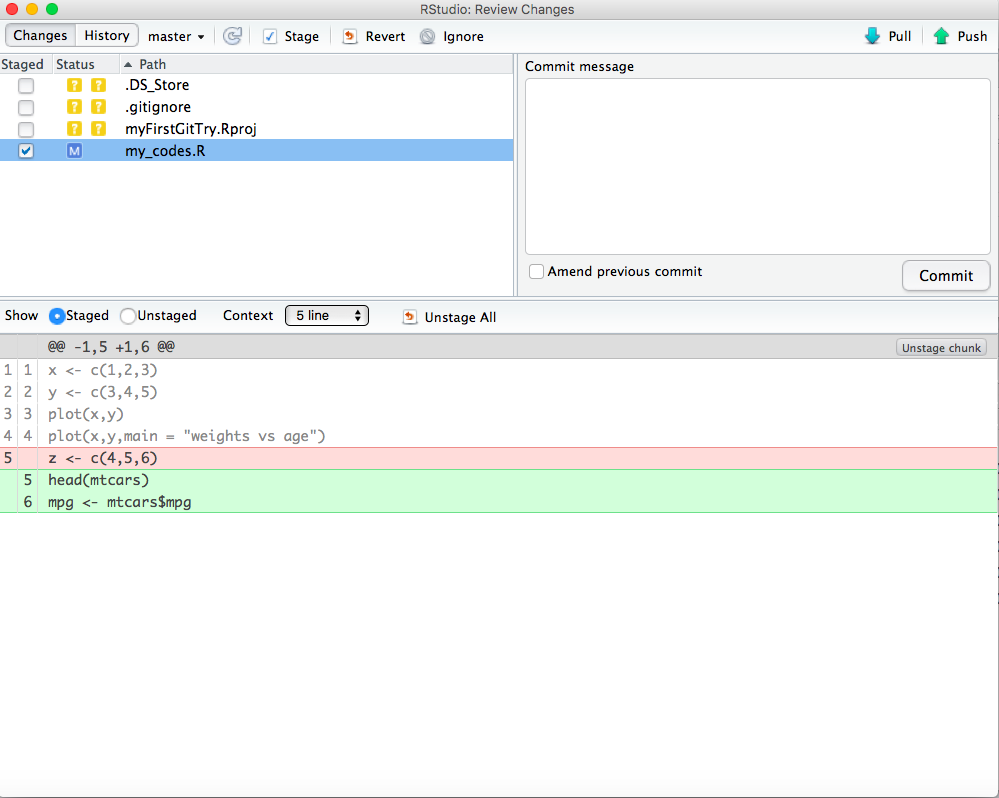 RStudio: Review Changes
Changes History master Stage Revert Ignore Pull Push
Staged Status Path
? ? .DS_Store
? ? .gitignore
? ? myFirstGitTry.Rproj
M my_codes.R
Commit message
Amend previous commit
Commit
Show Staged Unstaged Context 5 line Unstage All
@@ -1,5 +1,6 @@ Unstage chunk
1 1 x <- c(1,2,3)
2 2 y <- c(3,4,5)
3 3 plot(x,y)
4 4 plot(x,y,main = "weights vs age")
5 z <- c(4,5,6)
5 head(mtcars)
6 mpg <- mtcars$mpg